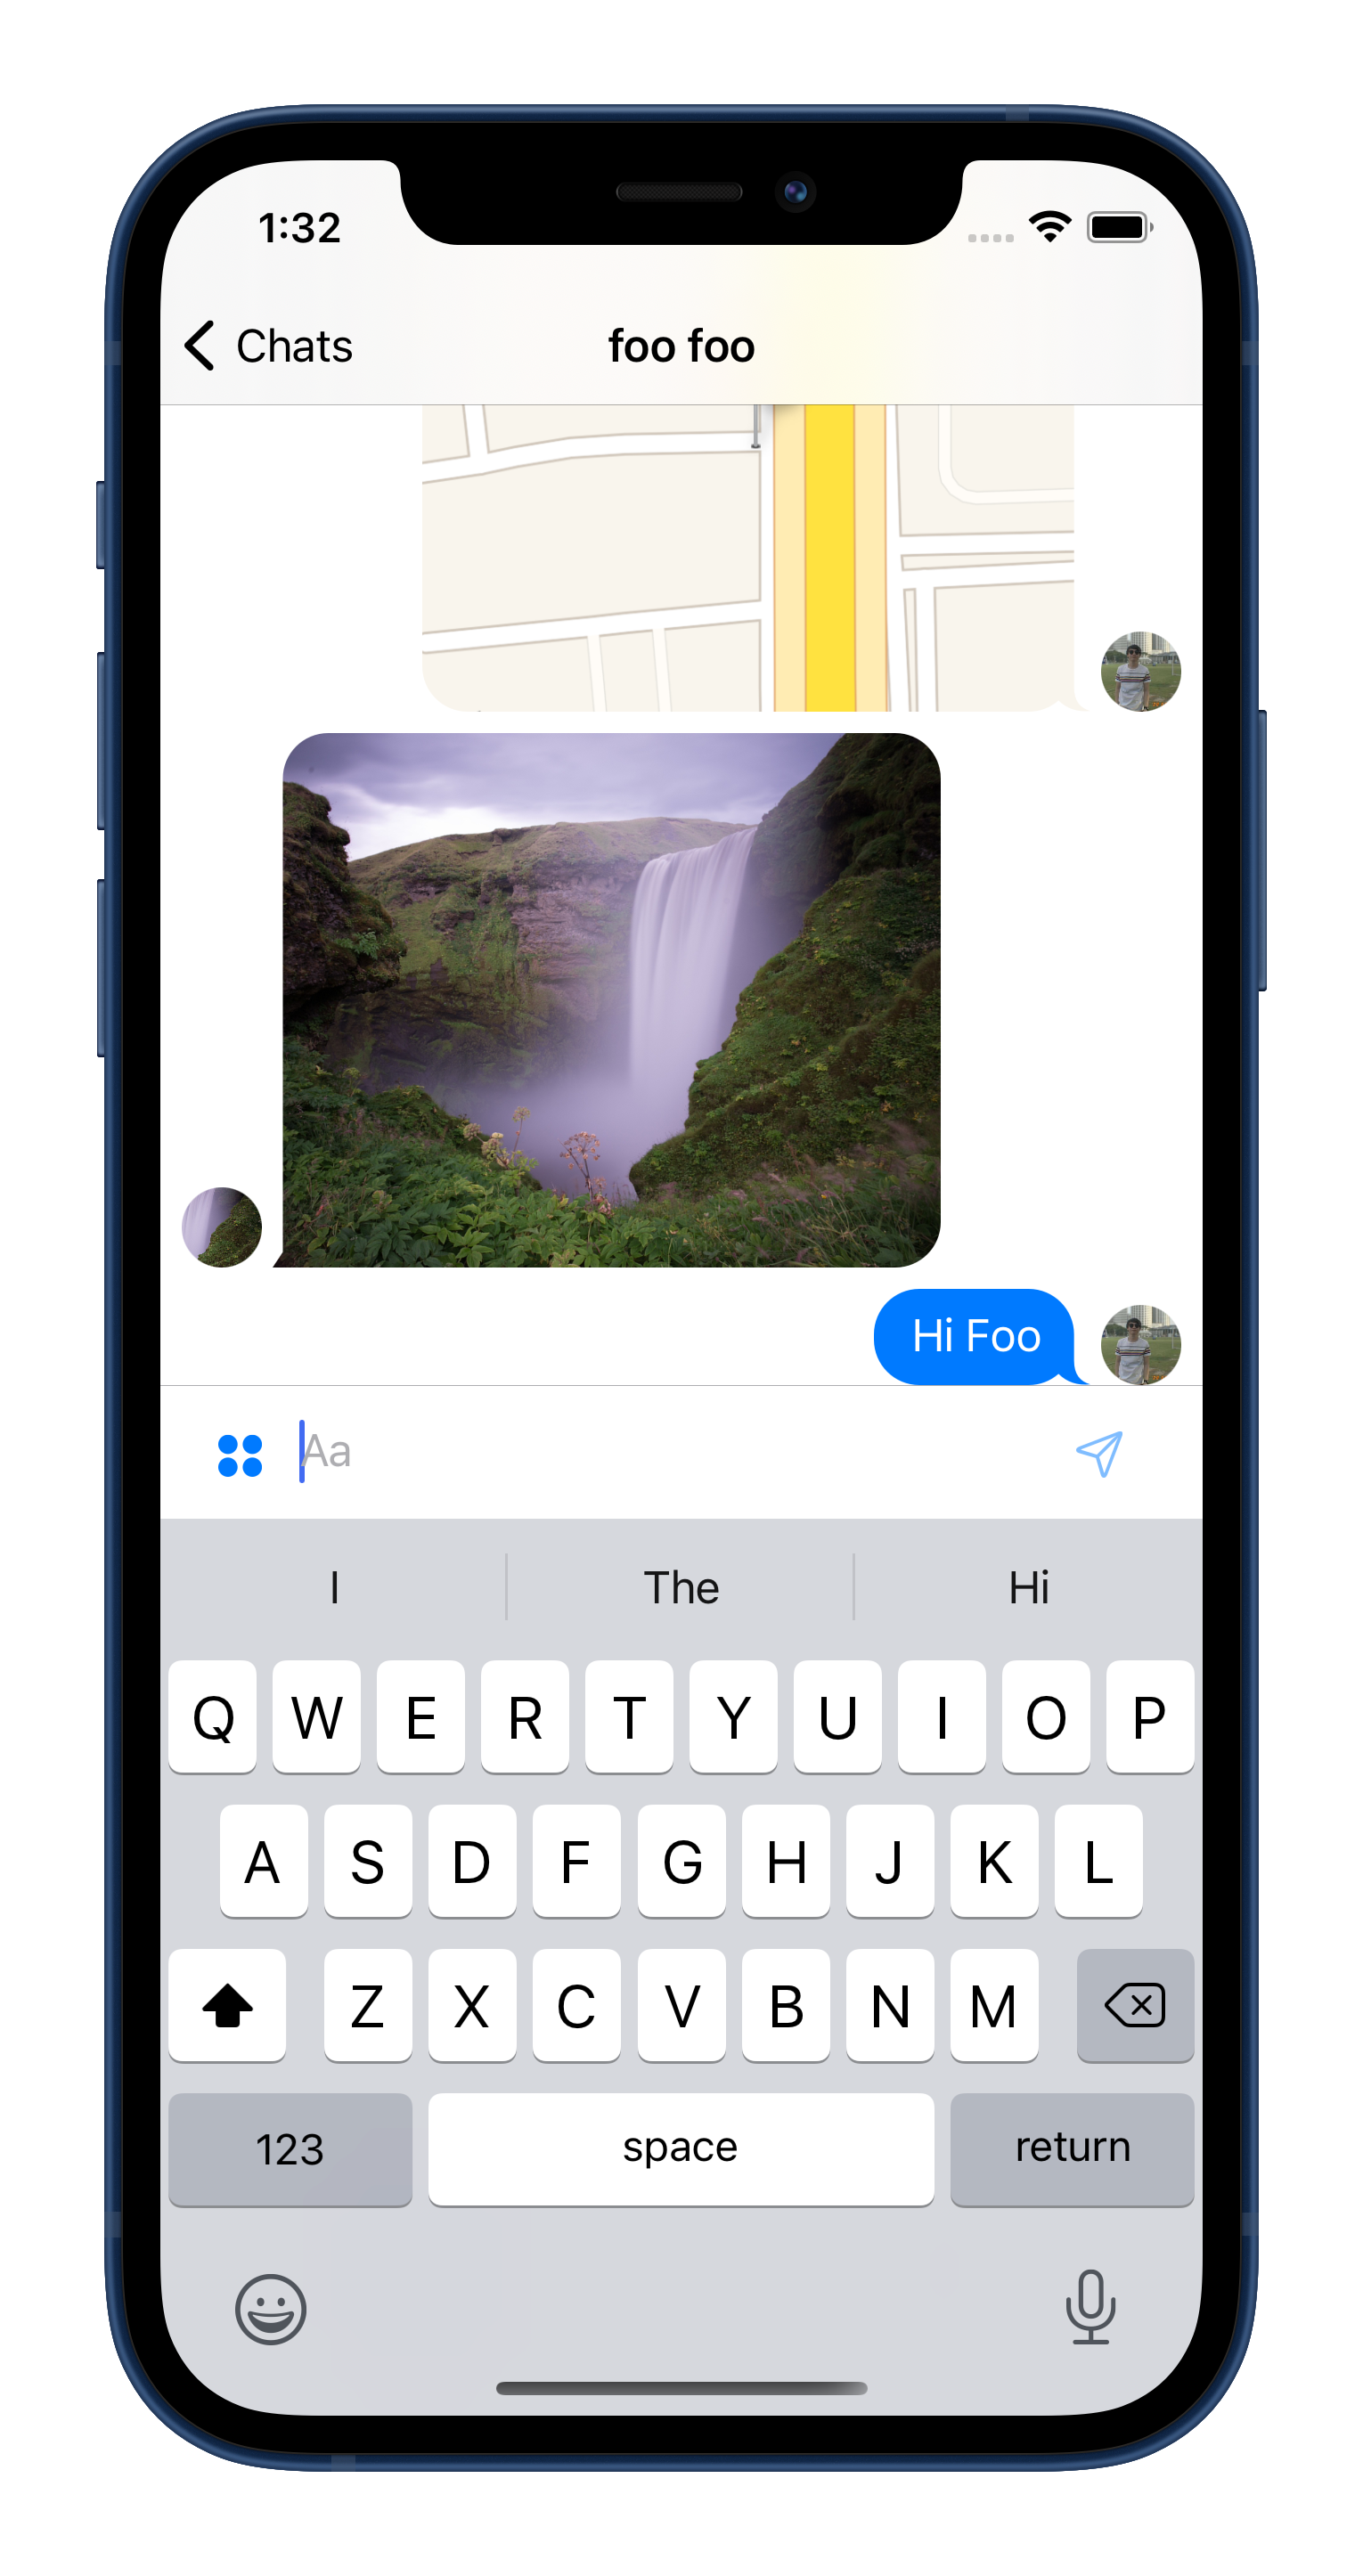 1:32
Chats
foo foo
Hi Foo
Aa
I The Hi
Q W E R T Y U I O P
A S D F G H J K L
Z X C V B N M
123 space return